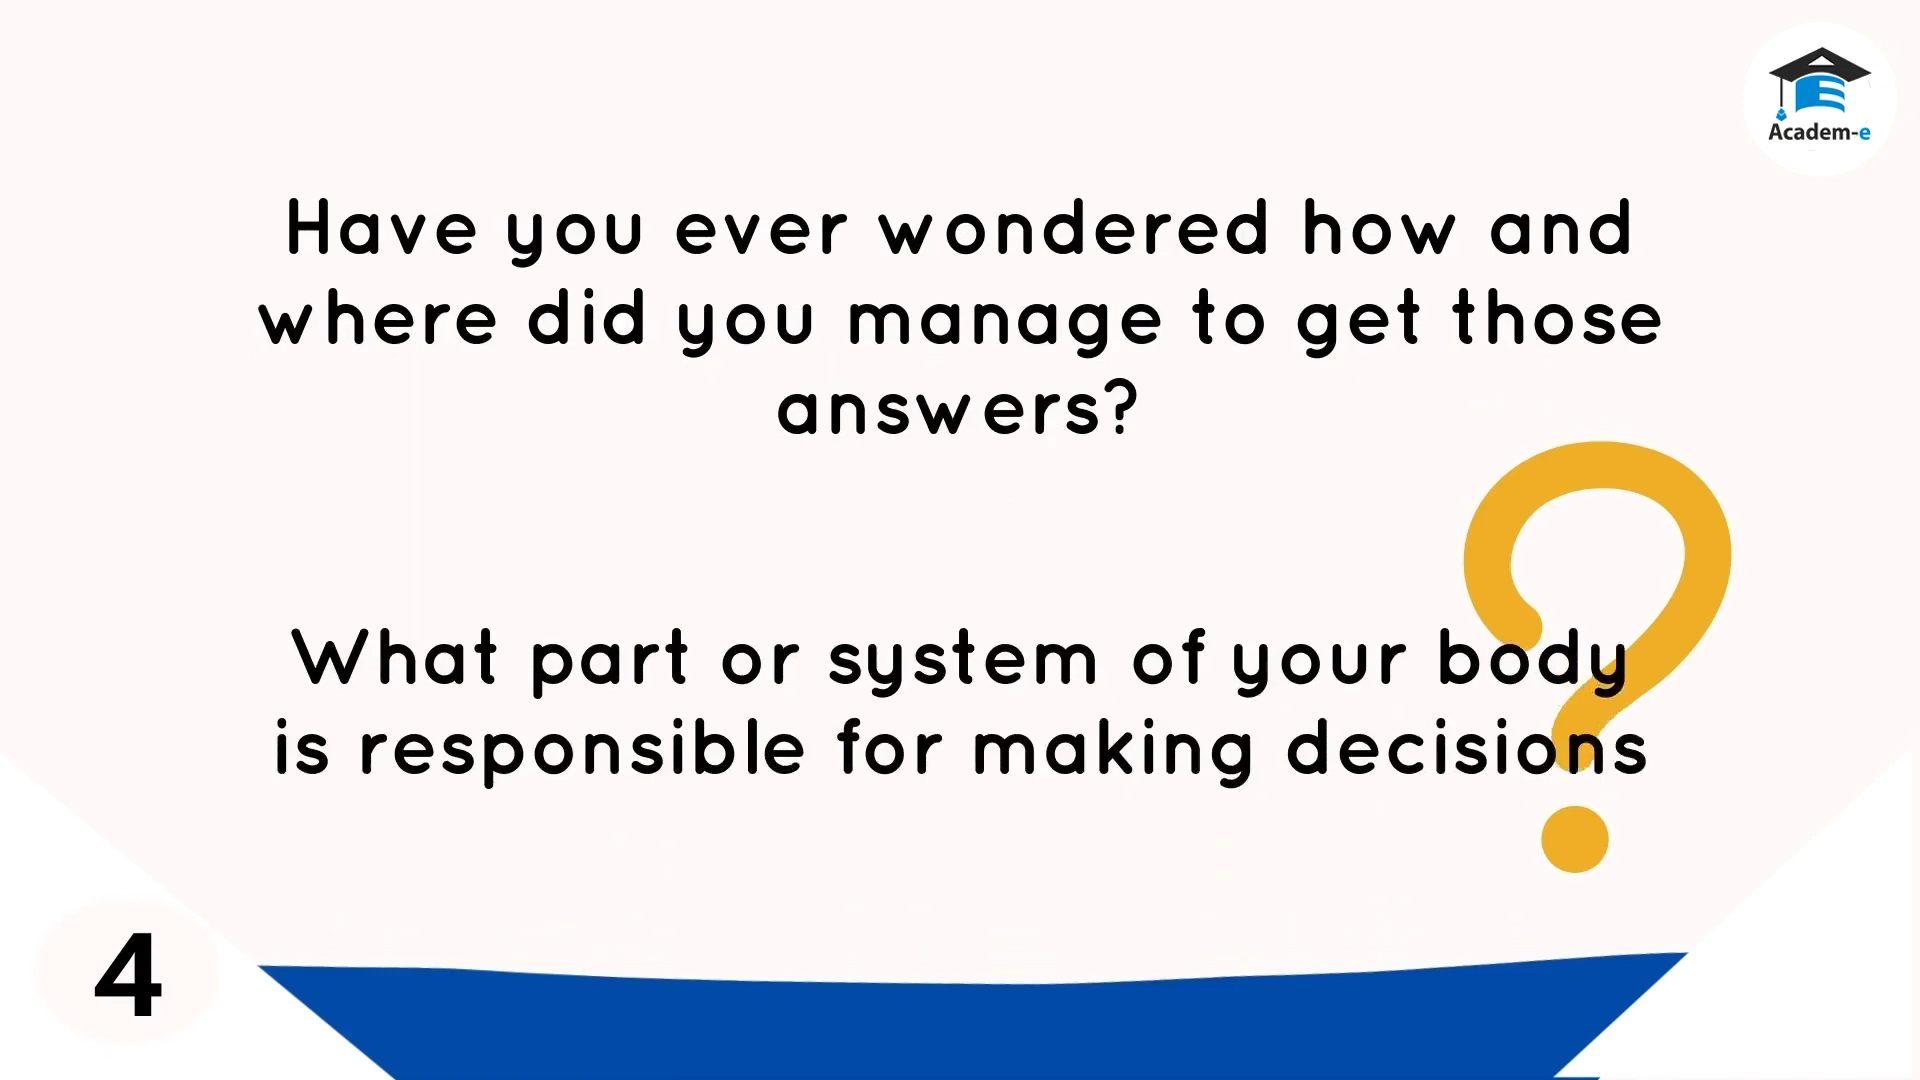 Academ-e
Have you ever wondered how and
where did you manage to get those
answers?
What part or system of your body
is responsible for making decisions
?
4